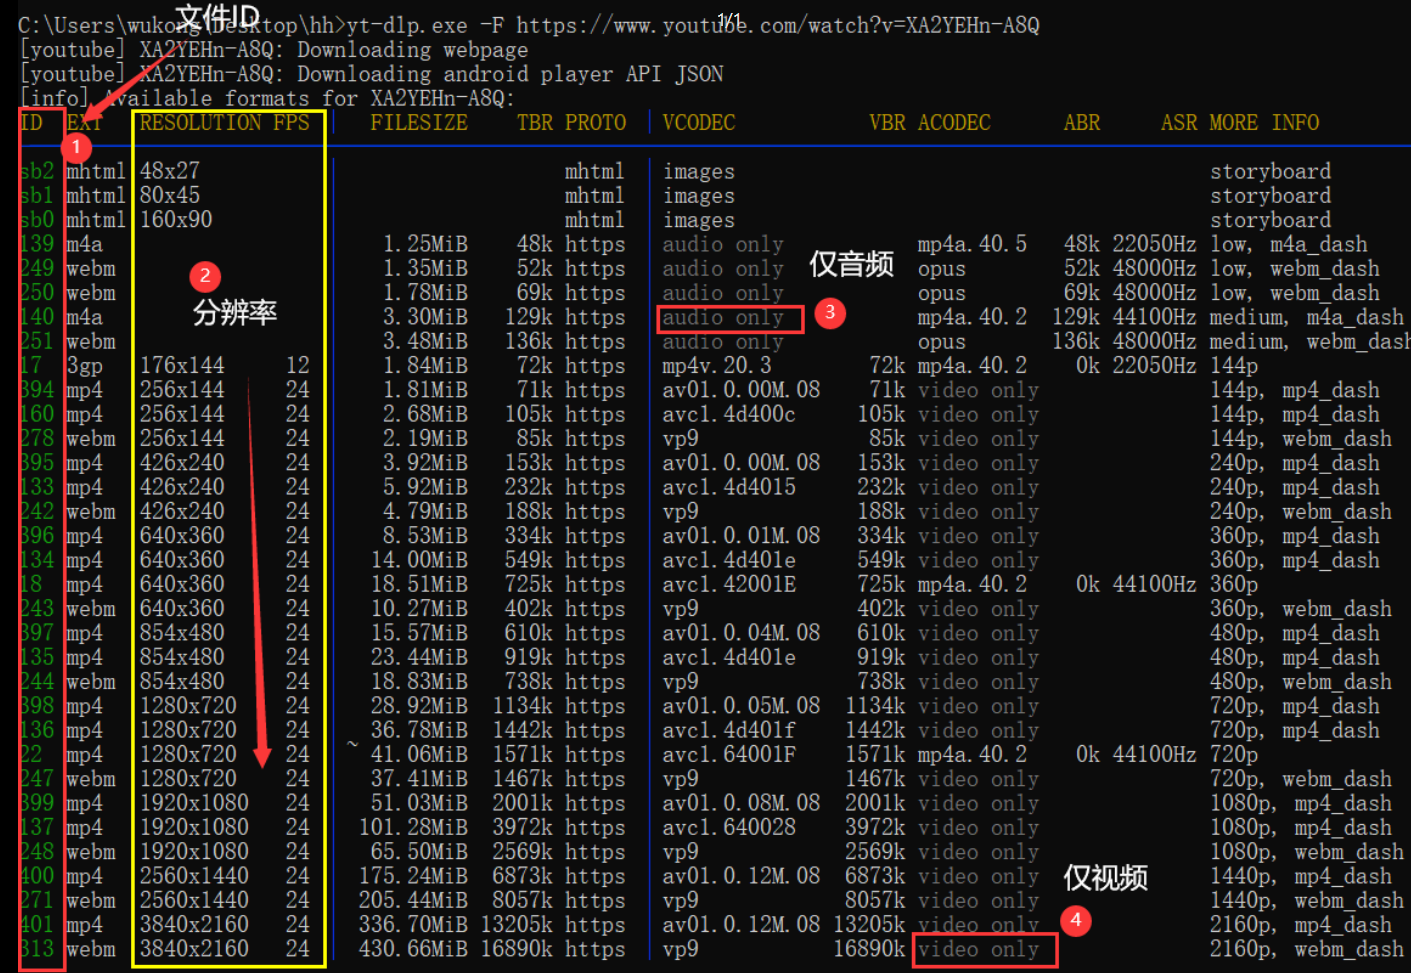 文件ID
1/1
C:\Users\wukong\Desktop\hh>yt-dlp.exe -F https://www.youtube.com/watch?v=XA2YEHn-A8Q
[youtube] XA2YEHn-A8Q: Downloading webpage
[youtube] XA2YEHn-A8Q: Downloading android player API JSON
[info] Available formats for XA2YEHn-A8Q:
ID EXT RESOLUTION FPS | FILESIZE TBR PROTO | VCODEC VBR ACODEC ABR ASR MORE INFO
1
sb2 mhtml 48x27 | mhtml | images storyboard
sb1 mhtml 80x45 | mhtml | images storyboard
sb0 mhtml 160x90 | mhtml | images storyboard
139 m4a | 1.25MiB 48k https | audio only mp4a.40.5 48k 22050Hz low, m4a_dash
249 webm | 1.35MiB 52k https | audio only opus 52k 48000Hz low, webm_dash
仅音频
2
250 webm | 1.78MiB 69k https | audio only opus 69k 48000Hz low, webm_dash
分辨率
3
140 m4a | 3.30MiB 129k https | audio only mp4a.40.2 129k 44100Hz medium, m4a_dash
251 webm | 3.48MiB 136k https | audio only opus 136k 48000Hz medium, webm_dash
17 3gp 176x144 12 | 1.84MiB 72k https | mp4v.20.3 72k mp4a.40.2 0k 22050Hz 144p
394 mp4 256x144 24 | 1.81MiB 71k https | av01.0.00M.08 71k video only 144p, mp4_dash
160 mp4 256x144 24 | 2.68MiB 105k https | avc1.4d400c 105k video only 144p, mp4_dash
278 webm 256x144 24 | 2.19MiB 85k https | vp9 85k video only 144p, webm_dash
395 mp4 426x240 24 | 3.92MiB 153k https | av01.0.00M.08 153k video only 240p, mp4_dash
133 mp4 426x240 24 | 5.92MiB 232k https | avc1.4d4015 232k video only 240p, mp4_dash
242 webm 426x240 24 | 4.79MiB 188k https | vp9 188k video only 240p, webm_dash
396 mp4 640x360 24 | 8.53MiB 334k https | av01.0.01M.08 334k video only 360p, mp4_dash
134 mp4 640x360 24 | 14.00MiB 549k https | avc1.4d401e 549k video only 360p, mp4_dash
18 mp4 640x360 24 | 18.51MiB 725k https | avc1.42001E 725k mp4a.40.2 0k 44100Hz 360p
243 webm 640x360 24 | 10.27MiB 402k https | vp9 402k video only 360p, webm_dash
397 mp4 854x480 24 | 15.57MiB 610k https | av01.0.04M.08 610k video only 480p, mp4_dash
135 mp4 854x480 24 | 23.44MiB 919k https | avc1.4d401e 919k video only 480p, mp4_dash
244 webm 854x480 24 | 18.83MiB 738k https | vp9 738k video only 480p, webm_dash
398 mp4 1280x720 24 | 28.92MiB 1134k https | av01.0.05M.08 1134k video only 720p, mp4_dash
136 mp4 1280x720 24 | 36.78MiB 1442k https | avc1.4d401f 1442k video only 720p, mp4_dash
22 mp4 1280x720 24 | ~ 41.06MiB 1571k https | avc1.64001F 1571k mp4a.40.2 0k 44100Hz 720p
247 webm 1280x720 24 | 37.41MiB 1467k https | vp9 1467k video only 720p, webm_dash
399 mp4 1920x1080 24 | 51.03MiB 2001k https | av01.0.08M.08 2001k video only 1080p, mp4_dash
137 mp4 1920x1080 24 | 101.28MiB 3972k https | avc1.640028 3972k video only 1080p, mp4_dash
248 webm 1920x1080 24 | 65.50MiB 2569k https | vp9 2569k video only 1080p, webm_dash
400 mp4 2560x1440 24 | 175.24MiB 6873k https | av01.0.12M.08 6873k video only 1440p, mp4_dash
仅视频
271 webm 2560x1440 24 | 205.44MiB 8057k https | vp9 8057k video only 1440p, webm_dash
4
401 mp4 3840x2160 24 | 336.70MiB 13205k https | av01.0.12M.08 13205k video only 2160p, mp4_dash
313 webm 3840x2160 24 | 430.66MiB 16890k https | vp9 16890k video only 2160p, webm_dash